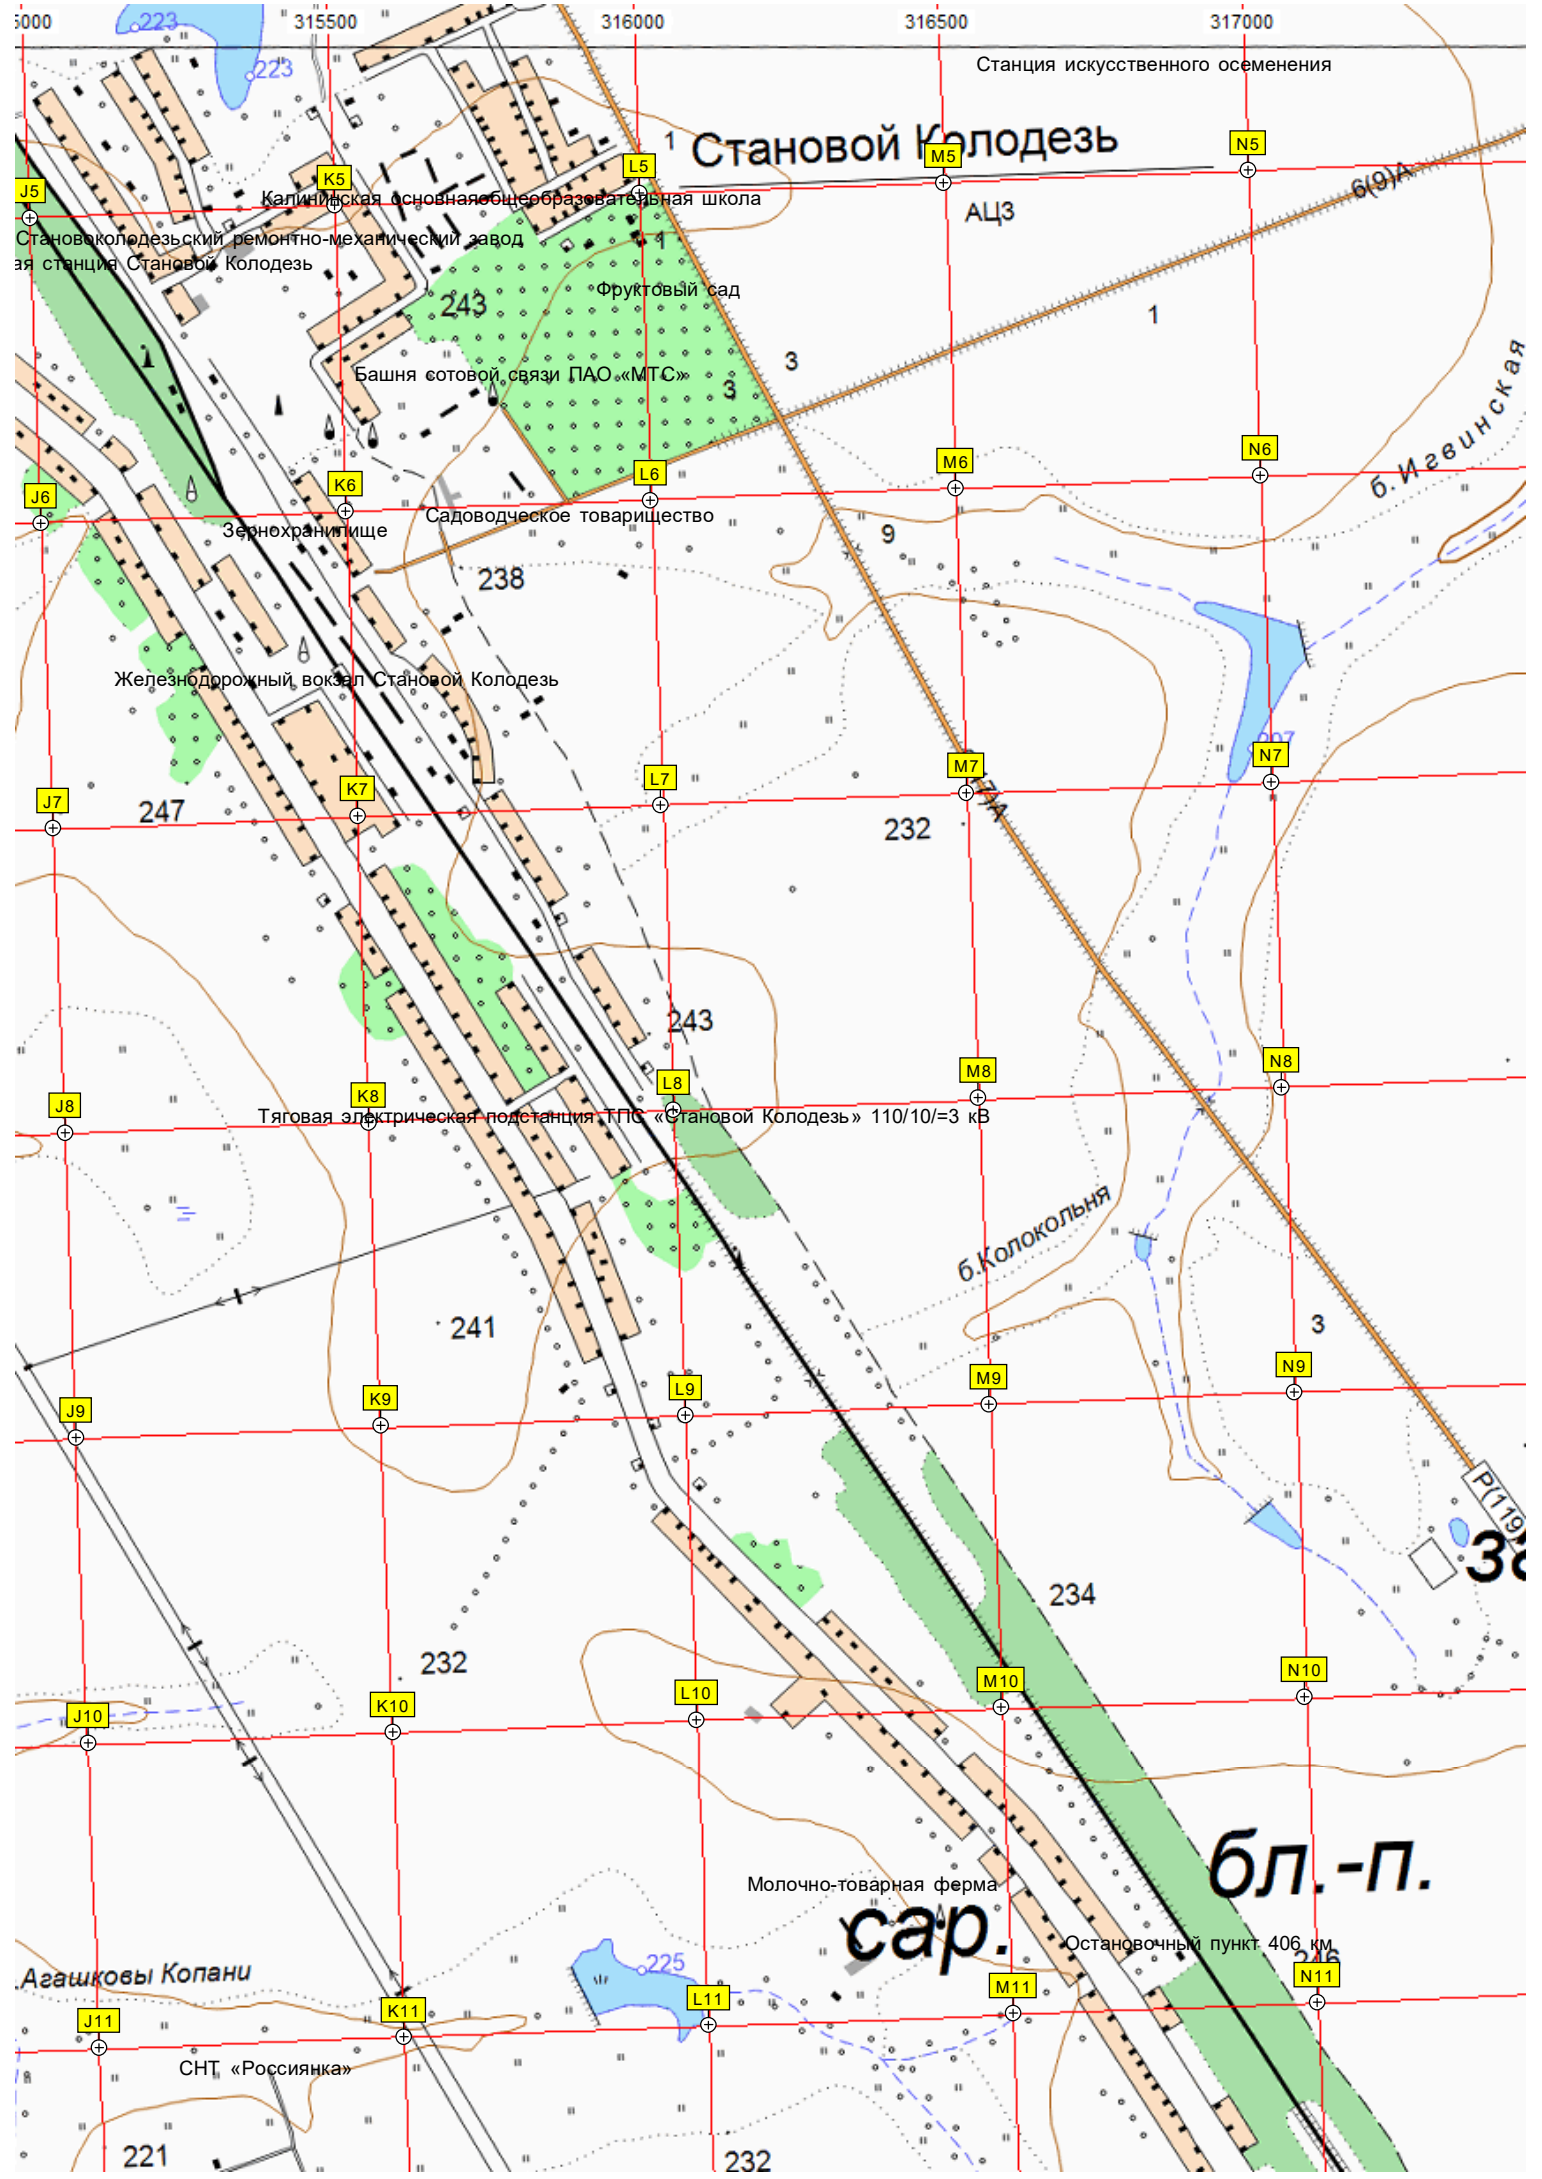 5000 315500 316000 316500 317000
223
223
Станция искусственного осеменения
1
Становой Колодезь
J5 K5 L5 M5 N5
6(9)А
АЦЗ
Калининская основнаяобщеобразовательная школа
Становоколодезьский ремонтно-механический завод
1
ая станция Становой Колодезь
Фруктовый сад
243
1
3
Башня сотовой связи ПАО «МТС»
3
б. Игвинская
J6 K6 L6 M6 N6
Садоводческое товарищество
Зернохранилище
9
238
Железнодорожный вокзал Становой Колодезь
J7 K7 L7 M7 N7
247
232
243
J8 K8 L8 M8 N8
Тяговая электрическая подстанция ТПС «Становой Колодезь» 110/10/=3 кВ
б.Колокольня
241
3
J9 K9 L9 M9 N9
Р(119)
234
232
J10 K10 L10 M10 N10
бл.-п.
Молочно-товарная ферма
сар.
Остановочный пункт 406 км
246
.Агашковы Копани
225
J11 K11 L11 M11 N11
СНТ «Россиянка»
221
232